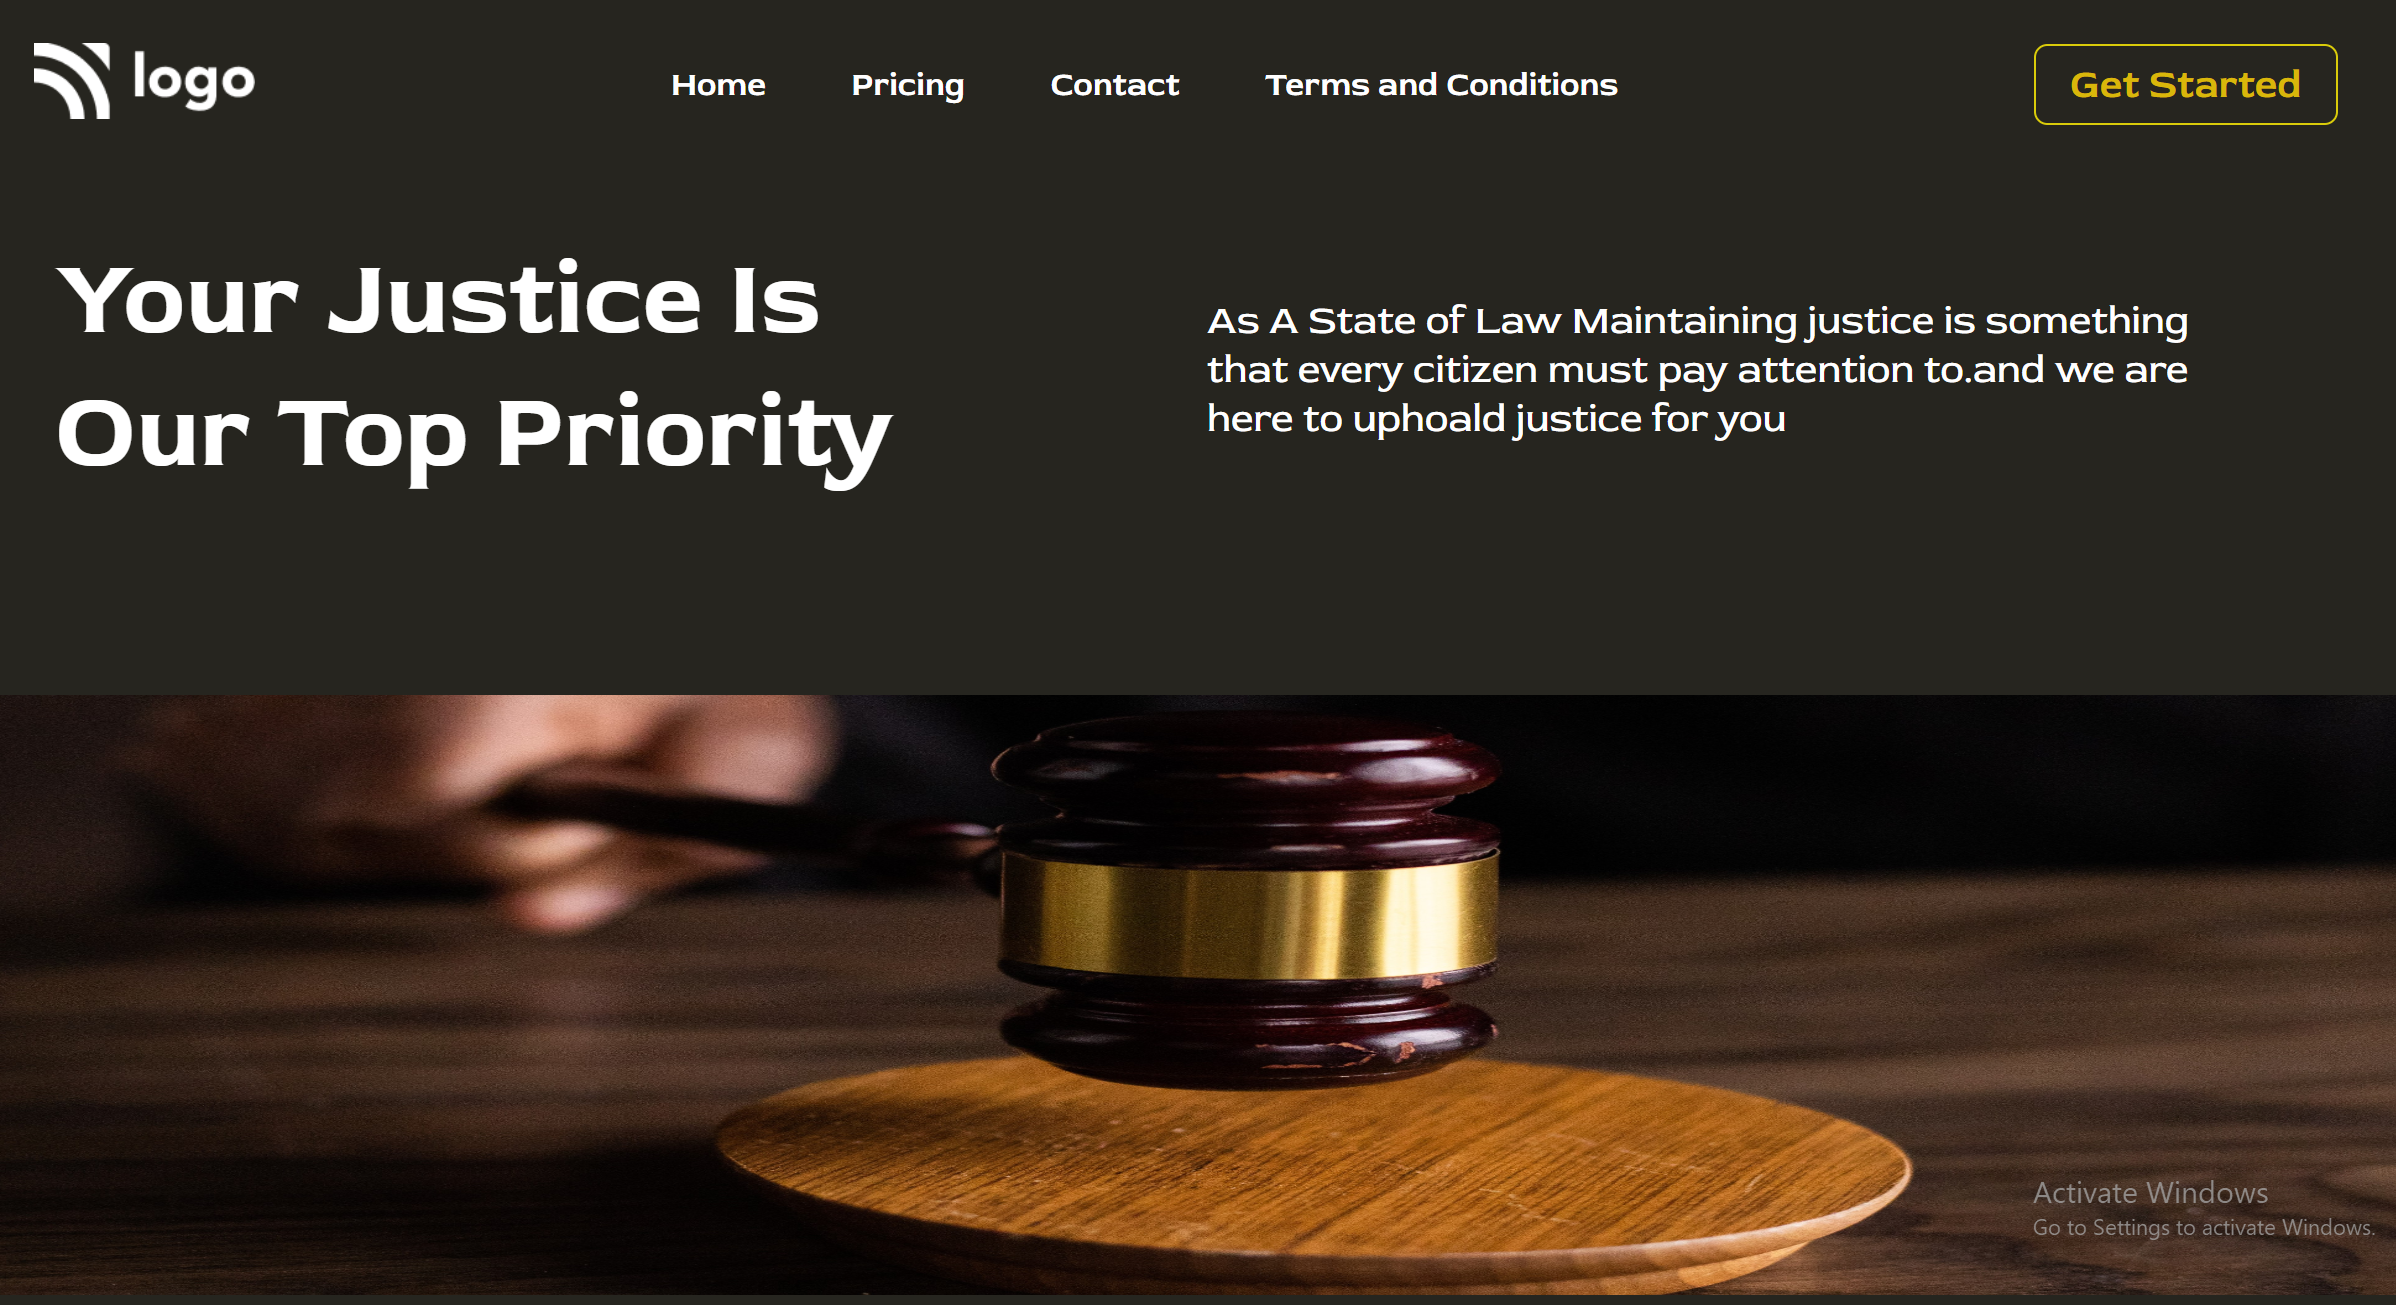 logo
Home Pricing Contact Terms and Conditions
Get Started
Your Justice Is
Our Top Priority
As A State of Law Maintaining justice is something
that every citizen must pay attention to.and we are
here to uphoald justice for you
Activate Windows
Go to Settings to activate Windows.